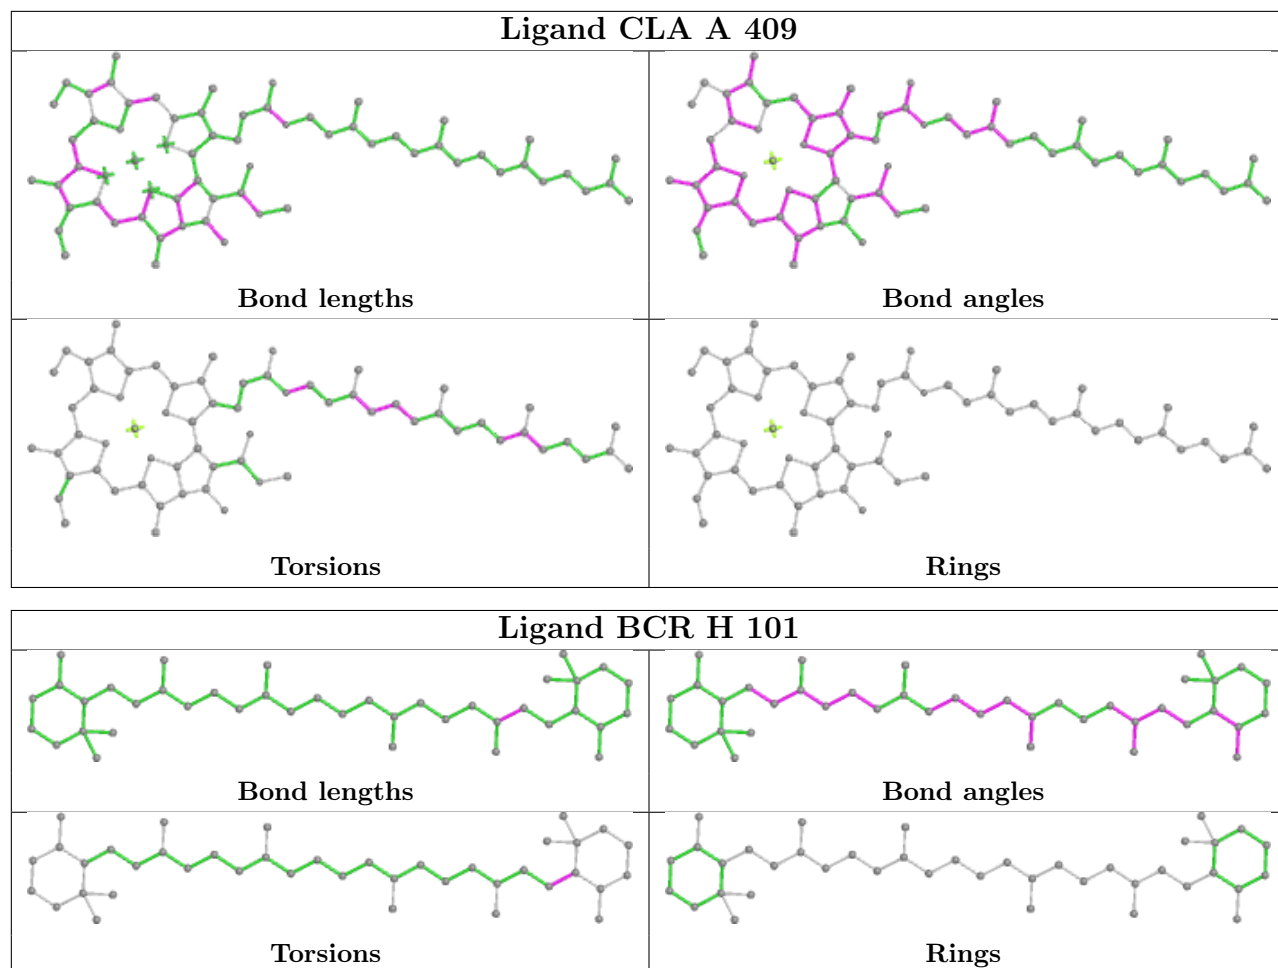 Ligand CLA A 409
Bond lengths
Bond angles
Torsions
Rings
Ligand BCR H 101
Bond lengths
Bond angles
Torsions
Rings